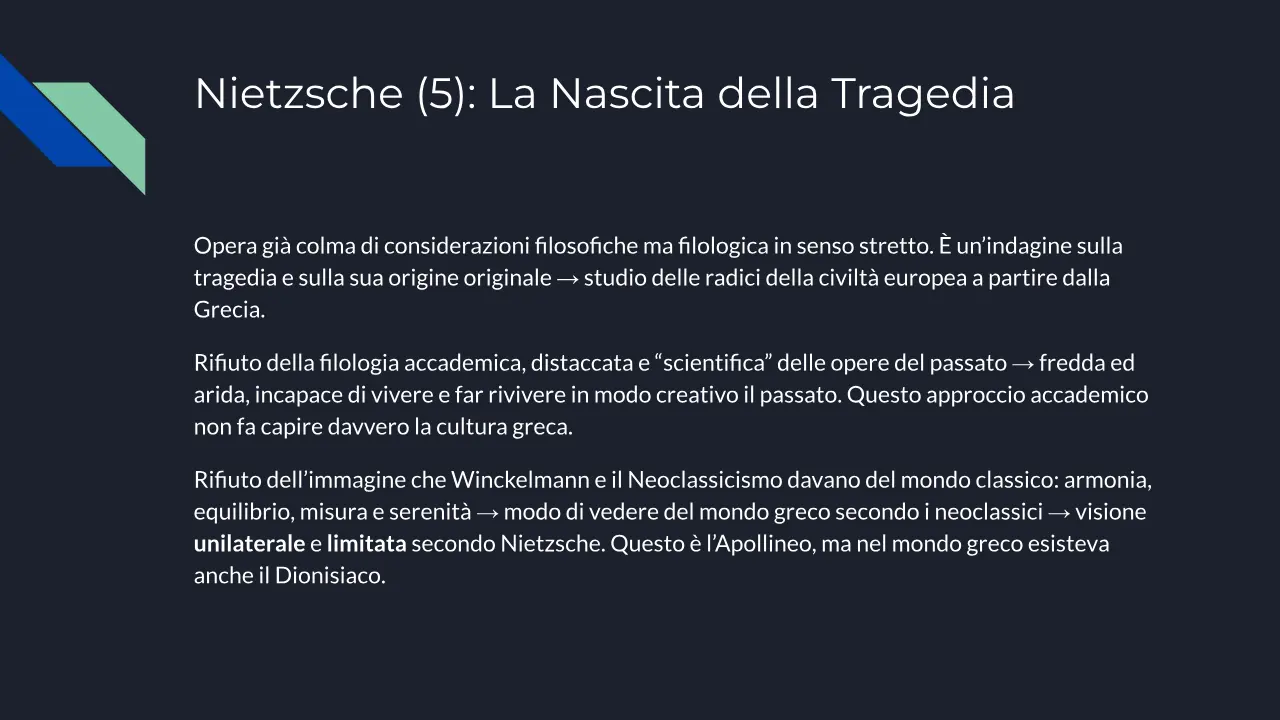 Nietzsche (5): La Nascita della Tragedia
Opera già colma di considerazioni filosofiche ma filologica in senso stretto. È un’indagine sulla
tragedia e sulla sua origine originale → studio delle radici della civiltà europea a partire dalla
Grecia.
Rifiuto della filologia accademica, distaccata e “scientifica” delle opere del passato → fredda ed
arida, incapace di vivere e far rivivere in modo creativo il passato. Questo approccio accademico
non fa capire davvero la cultura greca.
Rifiuto dell’immagine che Winckelmann e il Neoclassicismo davano del mondo classico: armonia,
equilibrio, misura e serenità → modo di vedere del mondo greco secondo i neoclassici → visione
unilaterale e limitata secondo Nietzsche. Questo è l’Apollineo, ma nel mondo greco esisteva
anche il Dionisiaco.